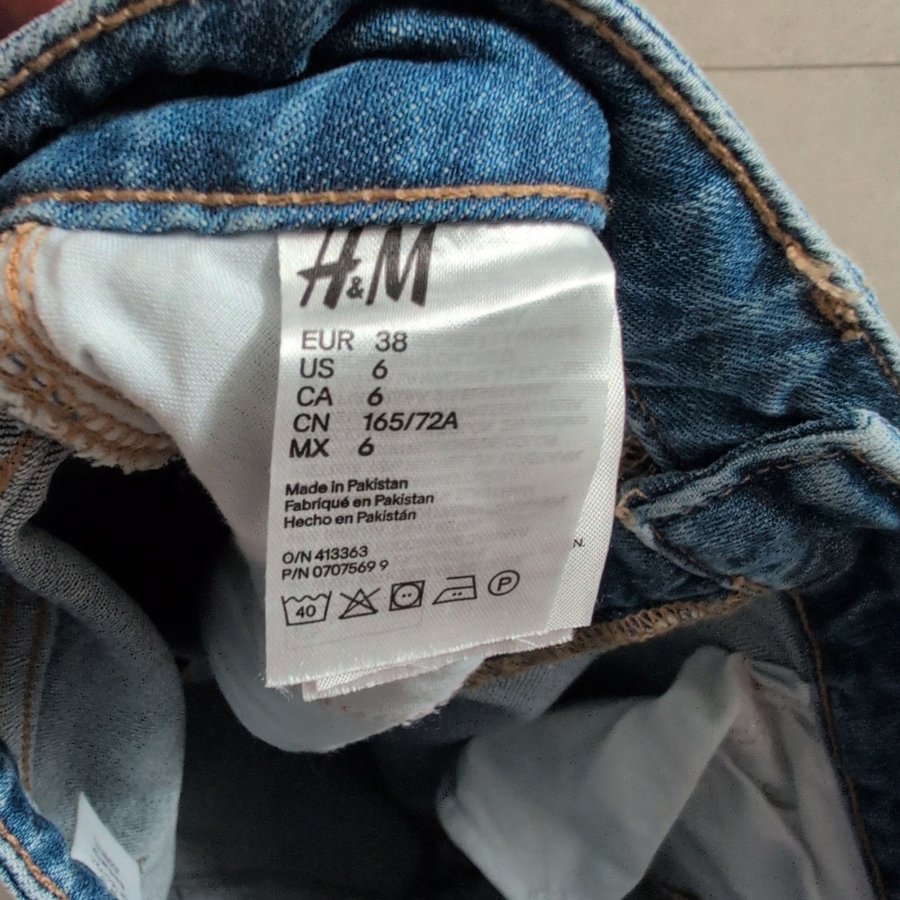 H&M
EUR 38
US 6
CA 6
CN 165/72A
MX 6
Made in Pakistan
Fabriqué en Pakistan
Hecho en Pakistán
O/N 413363
P/N 0707569 9
N.
40
P